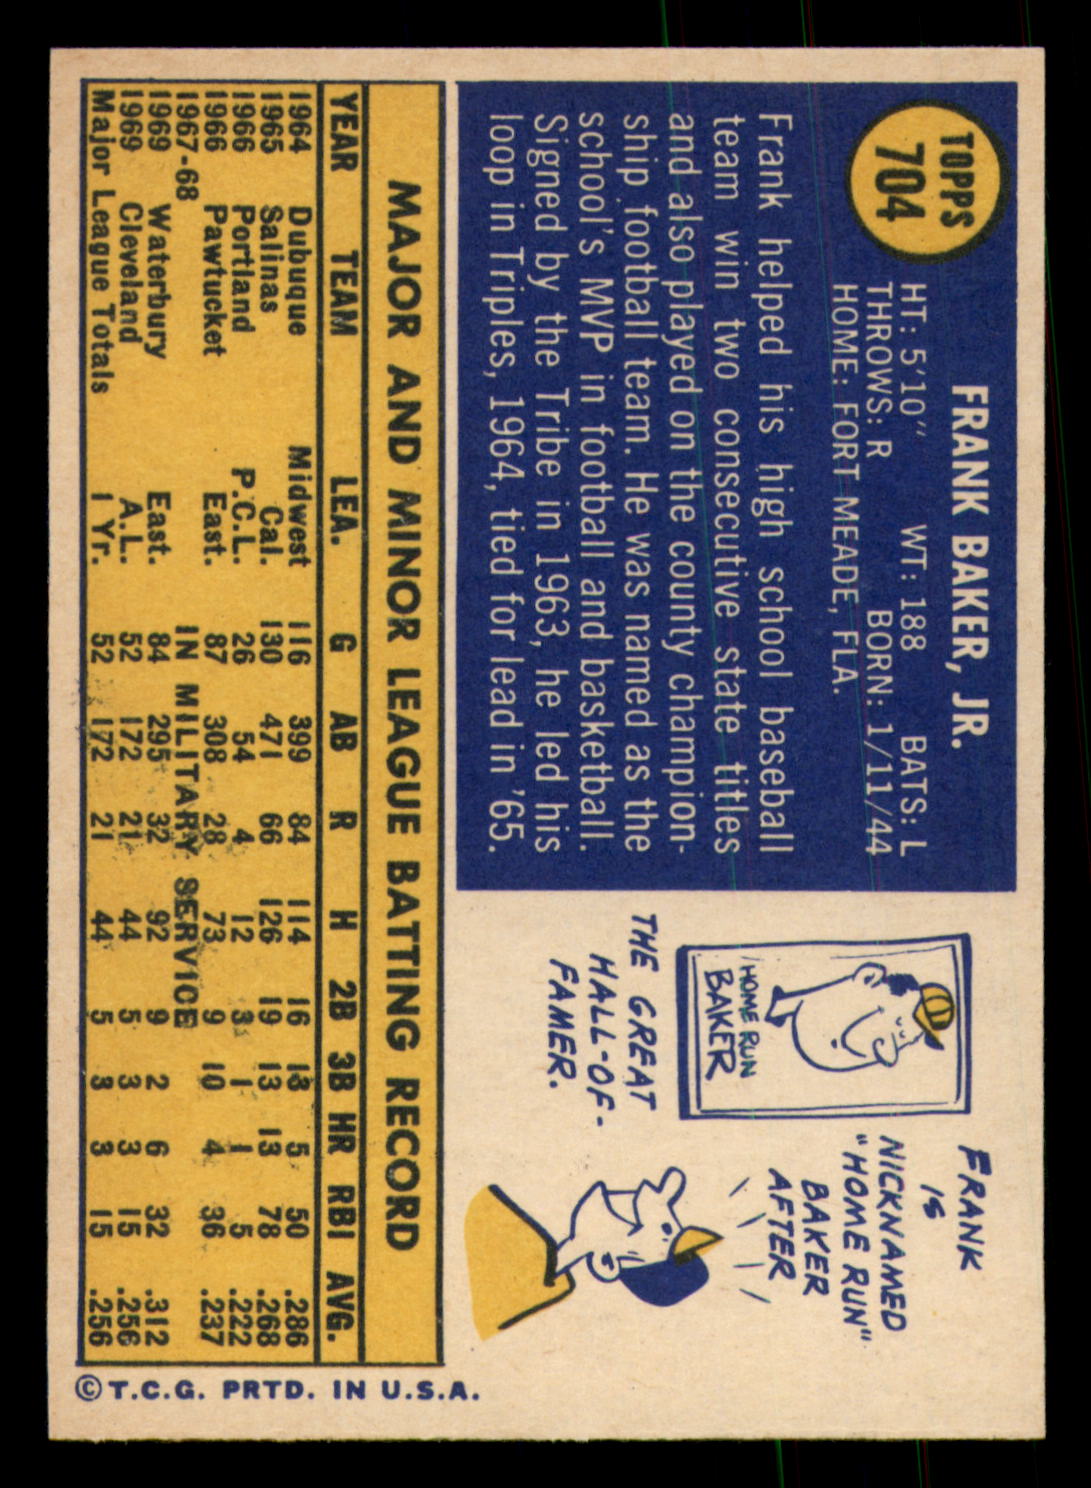 TOPPS
704
FRANK BAKER, JR.
HT: 5'10" WT: 188 BATS: L
THROWS: R BORN: 1/11/44
HOME: FORT MEADE, FLA.
Frank helped his high school baseball
team win two consecutive state titles
and also played on the county champion-
ship football team. He was named as the
school's MVP in football and basketball.
Signed by the Tribe in 1963, he led his
loop in Triples, 1964, tied for lead in '65.
FRANK
IS
NICKNAMED
"HOME RUN"
BAKER
AFTER
HOME RUN
BAKER
THE GREAT
HALL-OF-
FAMER.
MAJOR AND MINOR LEAGUE BATTING RECORD
YEAR TEAM LEA. G AB R H 2B 3B HR RBI AVG.
1964 Dubuque Midwest 116 399 84 114 16 18 5 50 .286
1965 Salinas Cal. 130 471 66 126 19 13 13 78 .268
1966 Portland P.C.L. 26 54 4 12 3 1 1 5 .222
1966 Pawtucket East. 87 308 28 73 9 10 4 36 .237
1967-68 IN MILITARY SERVICE
1969 Waterbury East. 84 295 32 92 9 2 6 32 .312
1969 Cleveland A.L. 52 172 21 44 5 3 3 15 .256
Major League Totals 1 Yr. 52 172 21 44 5 3 3 15 .256
© T.C.G. PRTD. IN U.S.A.